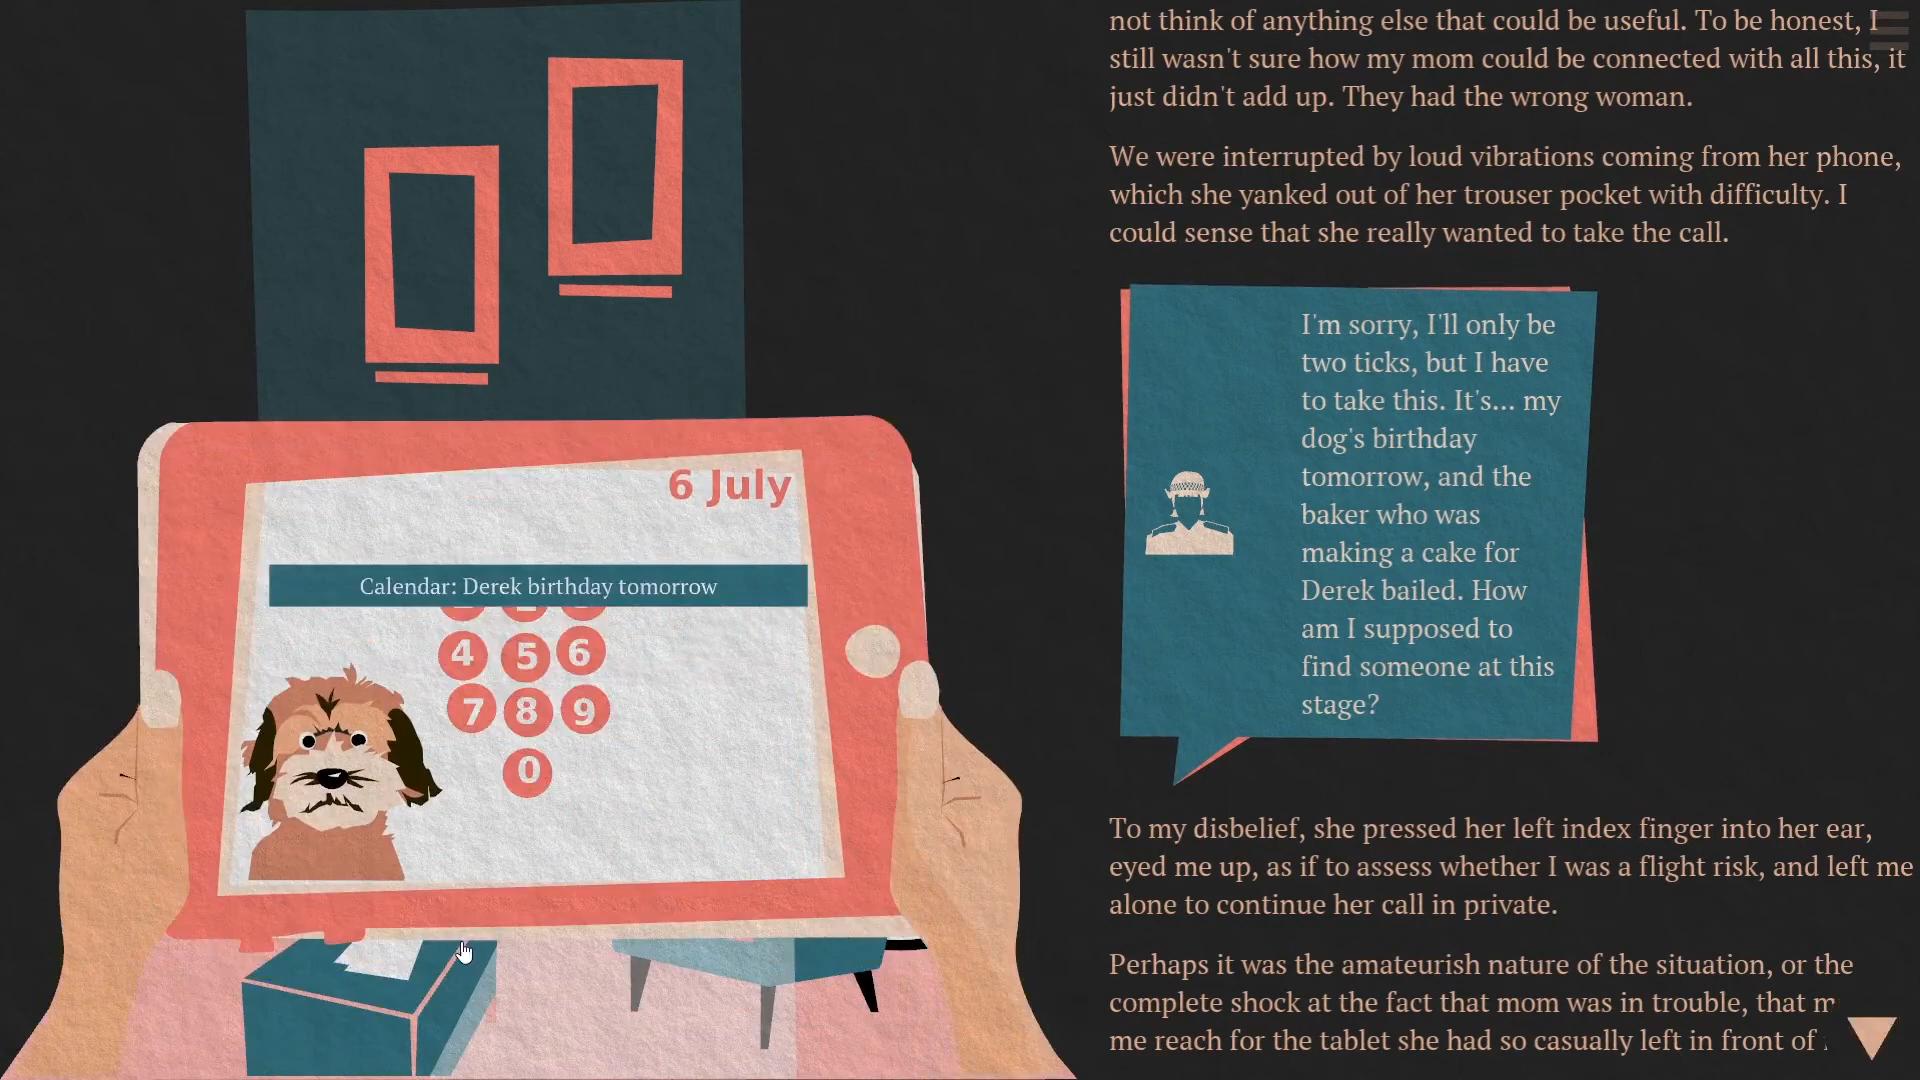 6 July
Calendar: Derek birthday tomorrow
4 5 6
7 8 9
0
not think of anything else that could be useful. To be honest, I
still wasn't sure how my mom could be connected with all this, it
just didn't add up. They had the wrong woman.
We were interrupted by loud vibrations coming from her phone,
which she yanked out of her trouser pocket with difficulty. I
could sense that she really wanted to take the call.
I'm sorry, I'll only be
two ticks, but I have
to take this. It's... my
dog's birthday
tomorrow, and the
baker who was
making a cake for
Derek bailed. How
am I supposed to
find someone at this
stage?
To my disbelief, she pressed her left index finger into her ear,
eyed me up, as if to assess whether I was a flight risk, and left me
alone to continue her call in private.
Perhaps it was the amateurish nature of the situation, or the
complete shock at the fact that mom was in trouble, that
me reach for the tablet she had so casually left in front of